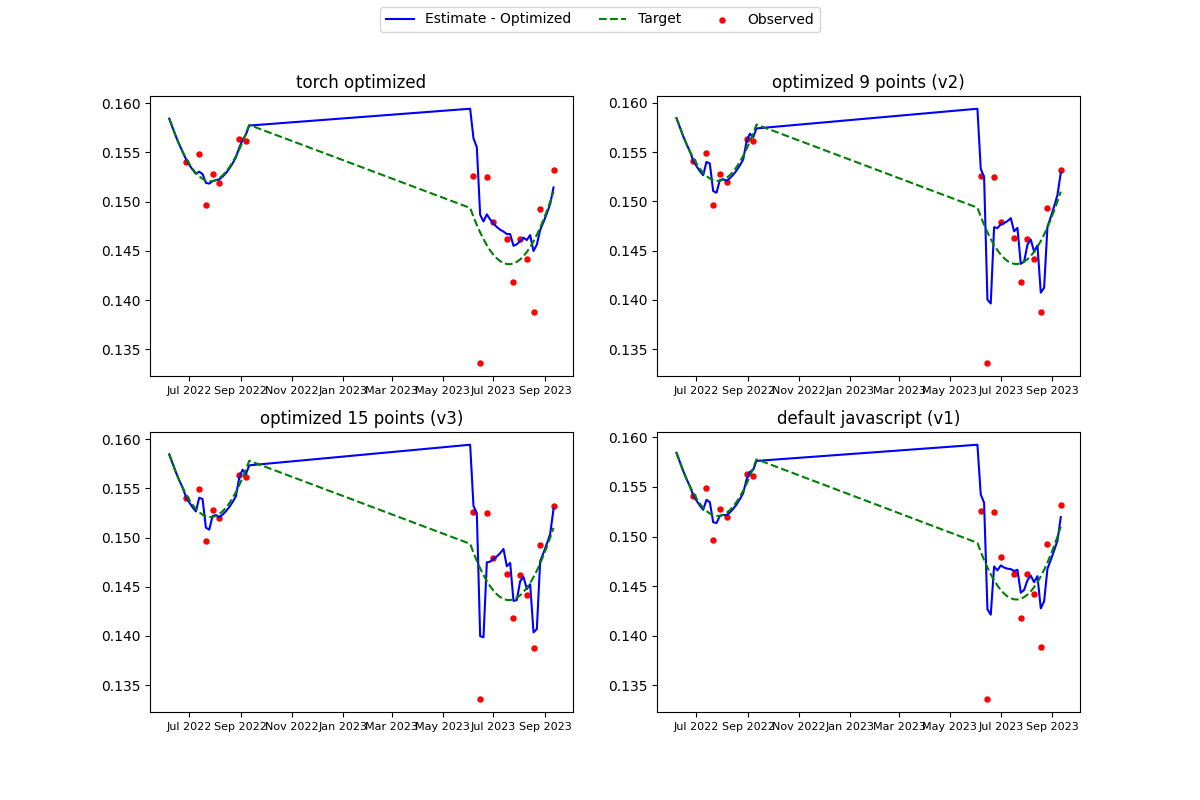 Estimate - Optimized Target Observed
torch optimized
0.160
0.155
0.150
0.145
0.140
0.135
Jul 2022 Sep 2022 Nov 2022 Jan 2023 Mar 2023 May 2023 Jul 2023 Sep 2023
optimized 9 points (v2)
0.160
0.155
0.150
0.145
0.140
0.135
Jul 2022 Sep 2022 Nov 2022 Jan 2023 Mar 2023 May 2023 Jul 2023 Sep 2023
optimized 15 points (v3)
0.160
0.155
0.150
0.145
0.140
0.135
Jul 2022 Sep 2022 Nov 2022 Jan 2023 Mar 2023 May 2023 Jul 2023 Sep 2023
default javascript (v1)
0.160
0.155
0.150
0.145
0.140
0.135
Jul 2022 Sep 2022 Nov 2022 Jan 2023 Mar 2023 May 2023 Jul 2023 Sep 2023